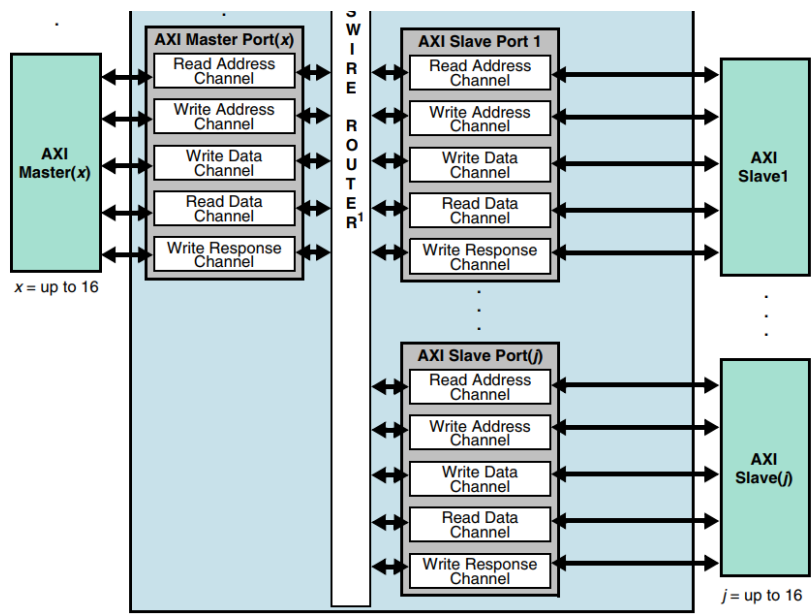 AXI Master Port(x)
Read Address
Channel
Write Address
Channel
Write Data
Channel
Read Data
Channel
Write Response
Channel
AXI
Master(x)
x = up to 16
S
W
I
R
E
R
O
U
T
E
R1
AXI Slave Port 1
Read Address
Channel
Write Address
Channel
Write Data
Channel
Read Data
Channel
Write Response
Channel
AXI
Slave1
AXI Slave Port(j)
Read Address
Channel
Write Address
Channel
Write Data
Channel
Read Data
Channel
Write Response
Channel
AXI
Slave(j)
j = up to 16